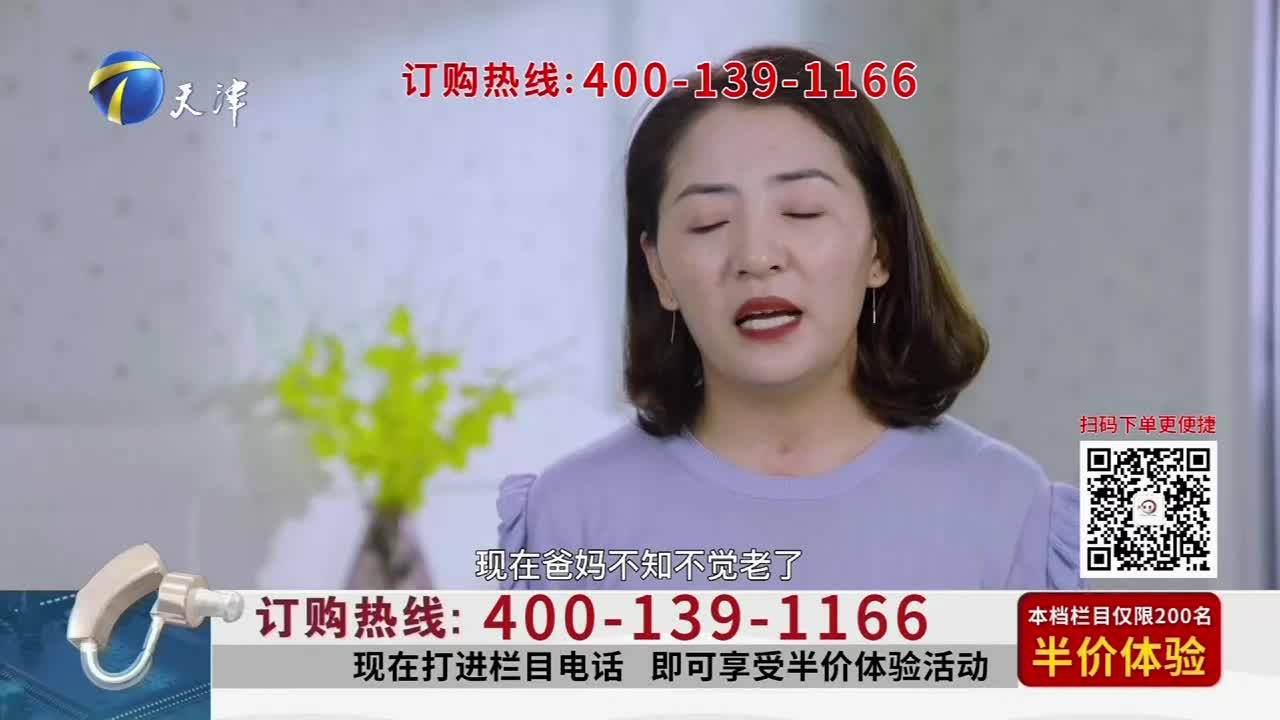 订购热线:400-139-1166
天津
扫码下单更便捷
现在爸妈不知不觉老了
订购热线: 400-139-1166
本档栏目仅限200名
半价体验
现在打进栏目电话 即可享受半价体验活动